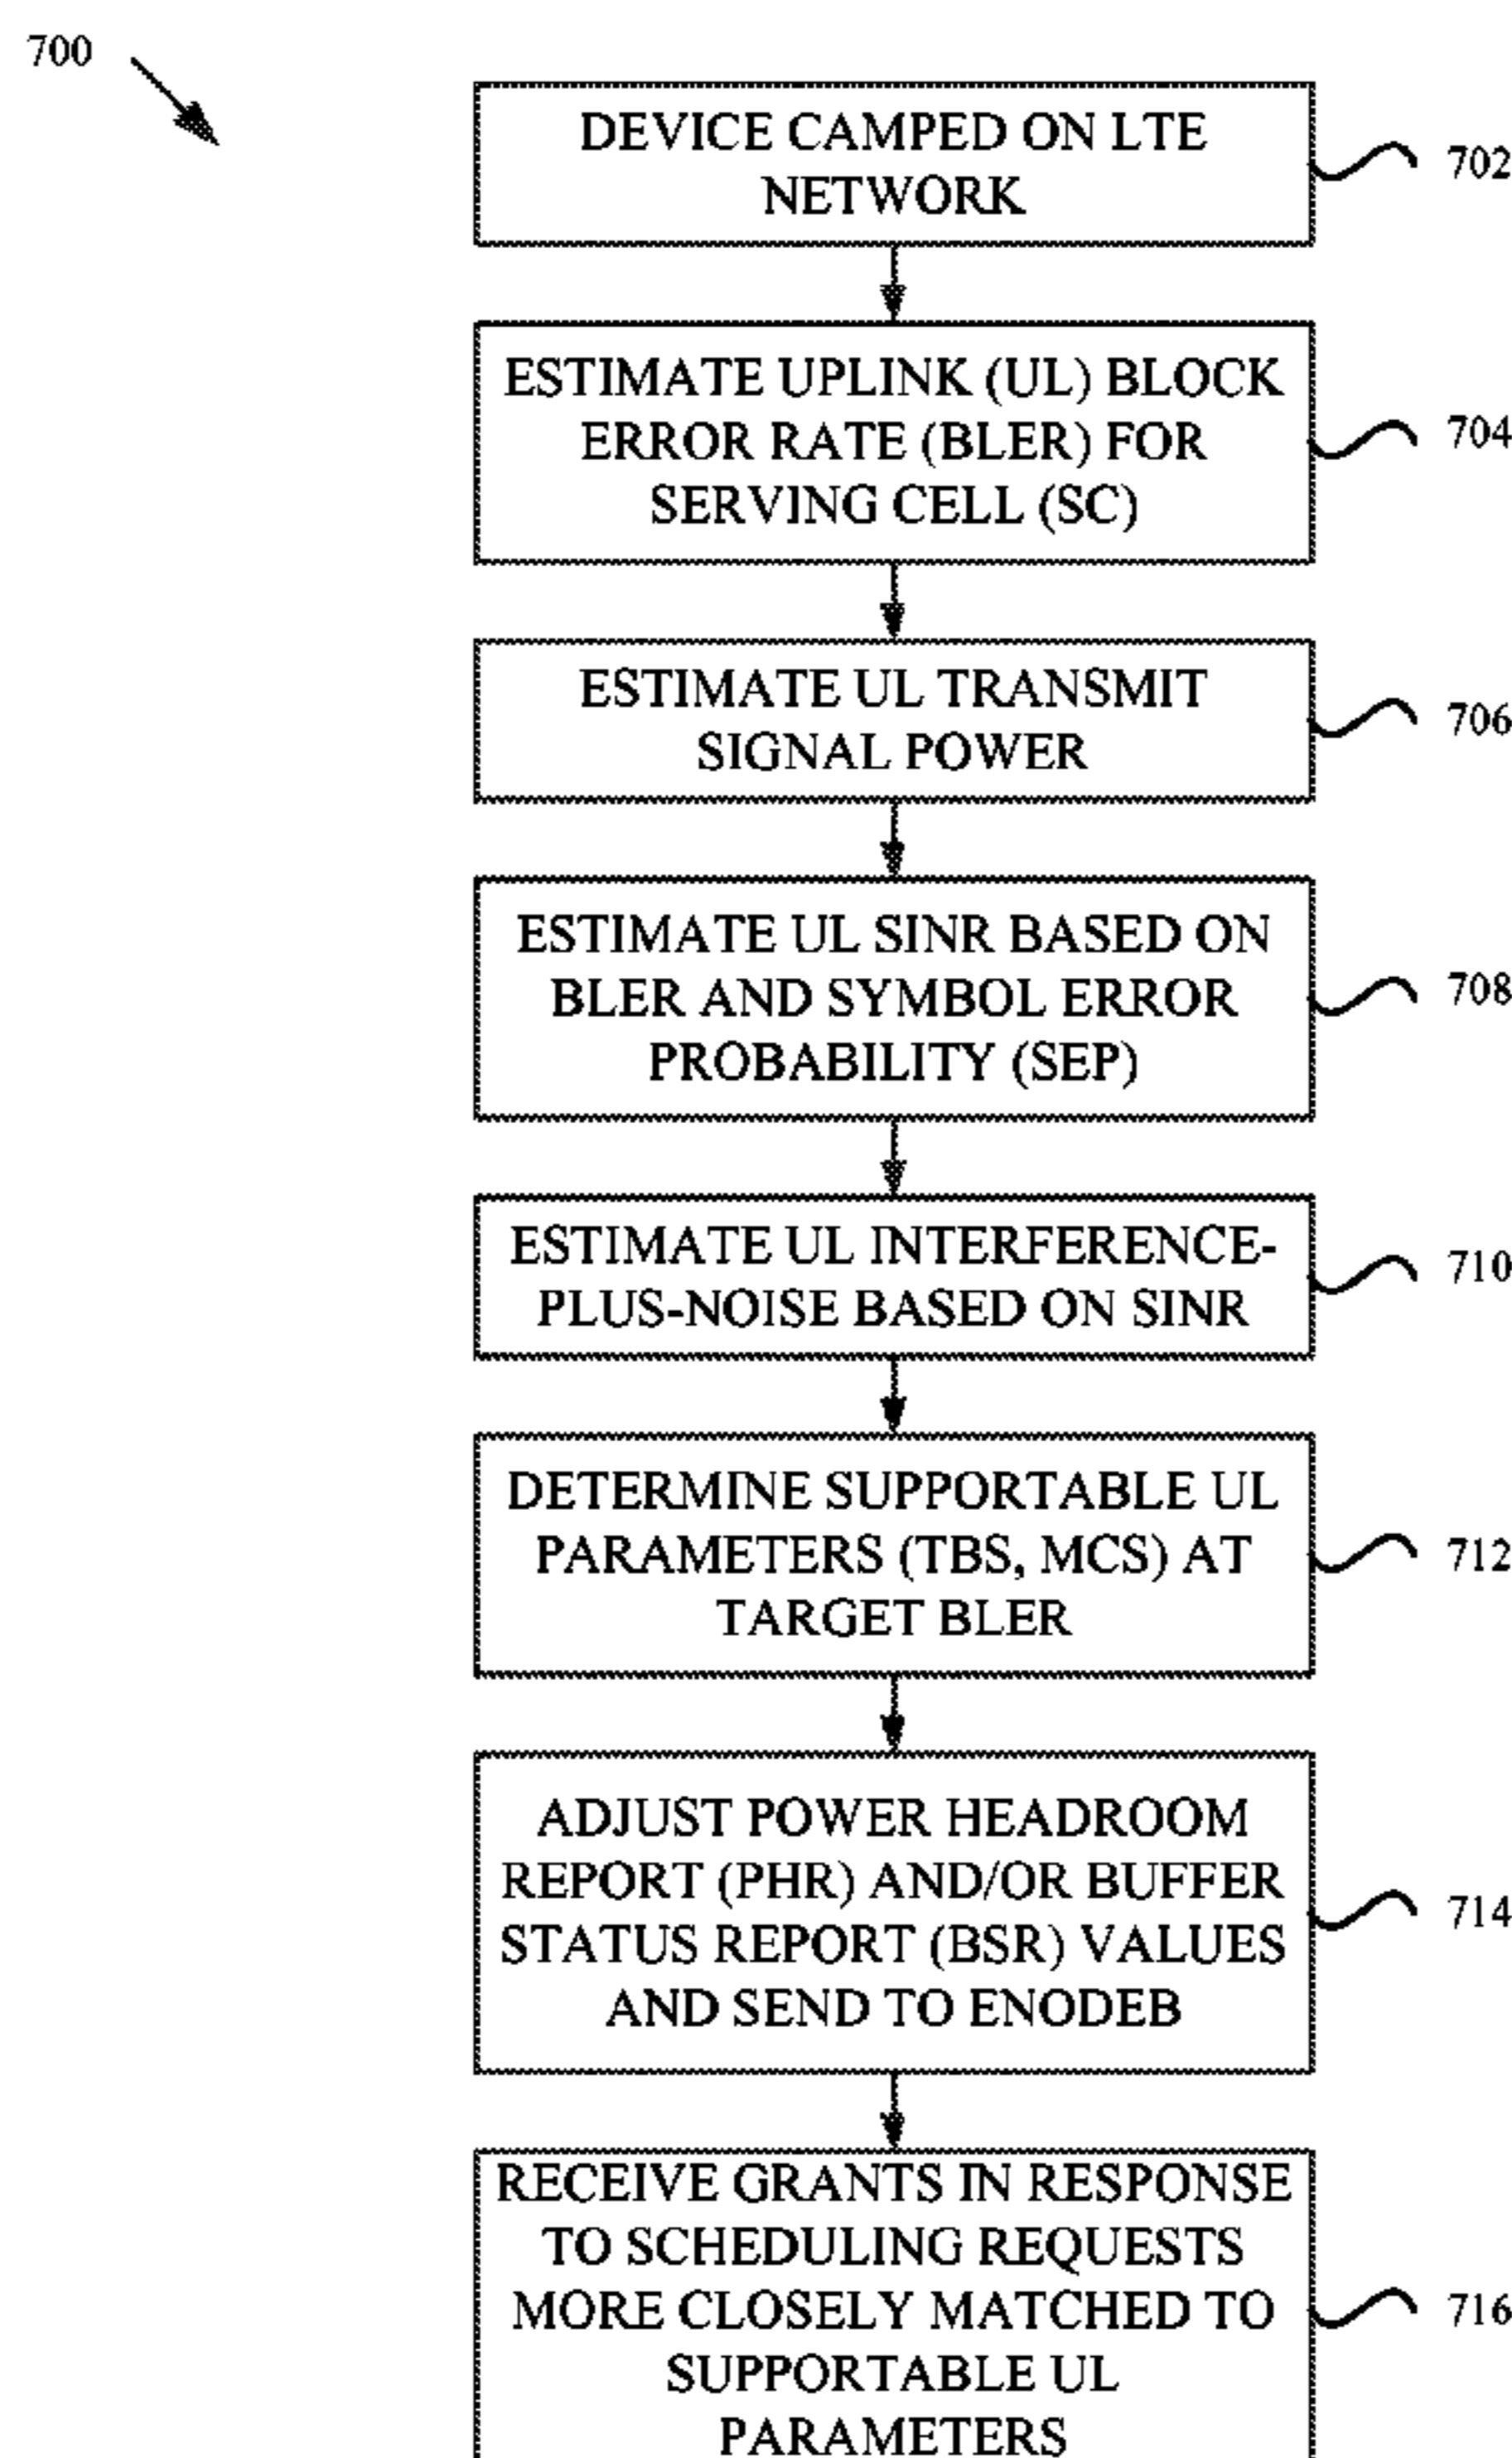 700
DEVICE CAMPED ON LTE
NETWORK
702
ESTIMATE UPLINK (UL) BLOCK
ERROR RATE (BLER) FOR
SERVING CELL (SC)
704
ESTIMATE UL TRANSMIT
SIGNAL POWER
706
ESTIMATE UL SINR BASED ON
BLER AND SYMBOL ERROR
PROBABILITY (SEP)
708
ESTIMATE UL INTERFERENCE-
PLUS-NOISE BASED ON SINR
710
DETERMINE SUPPORTABLE UL
PARAMETERS (TBS, MCS) AT
TARGET BLER
712
ADJUST POWER HEADROOM
REPORT (PHR) AND/OR BUFFER
STATUS REPORT (BSR) VALUES
AND SEND TO ENODEB
714
RECEIVE GRANTS IN RESPONSE
TO SCHEDULING REQUESTS
MORE CLOSELY MATCHED TO
SUPPORTABLE UL
PARAMETERS
716